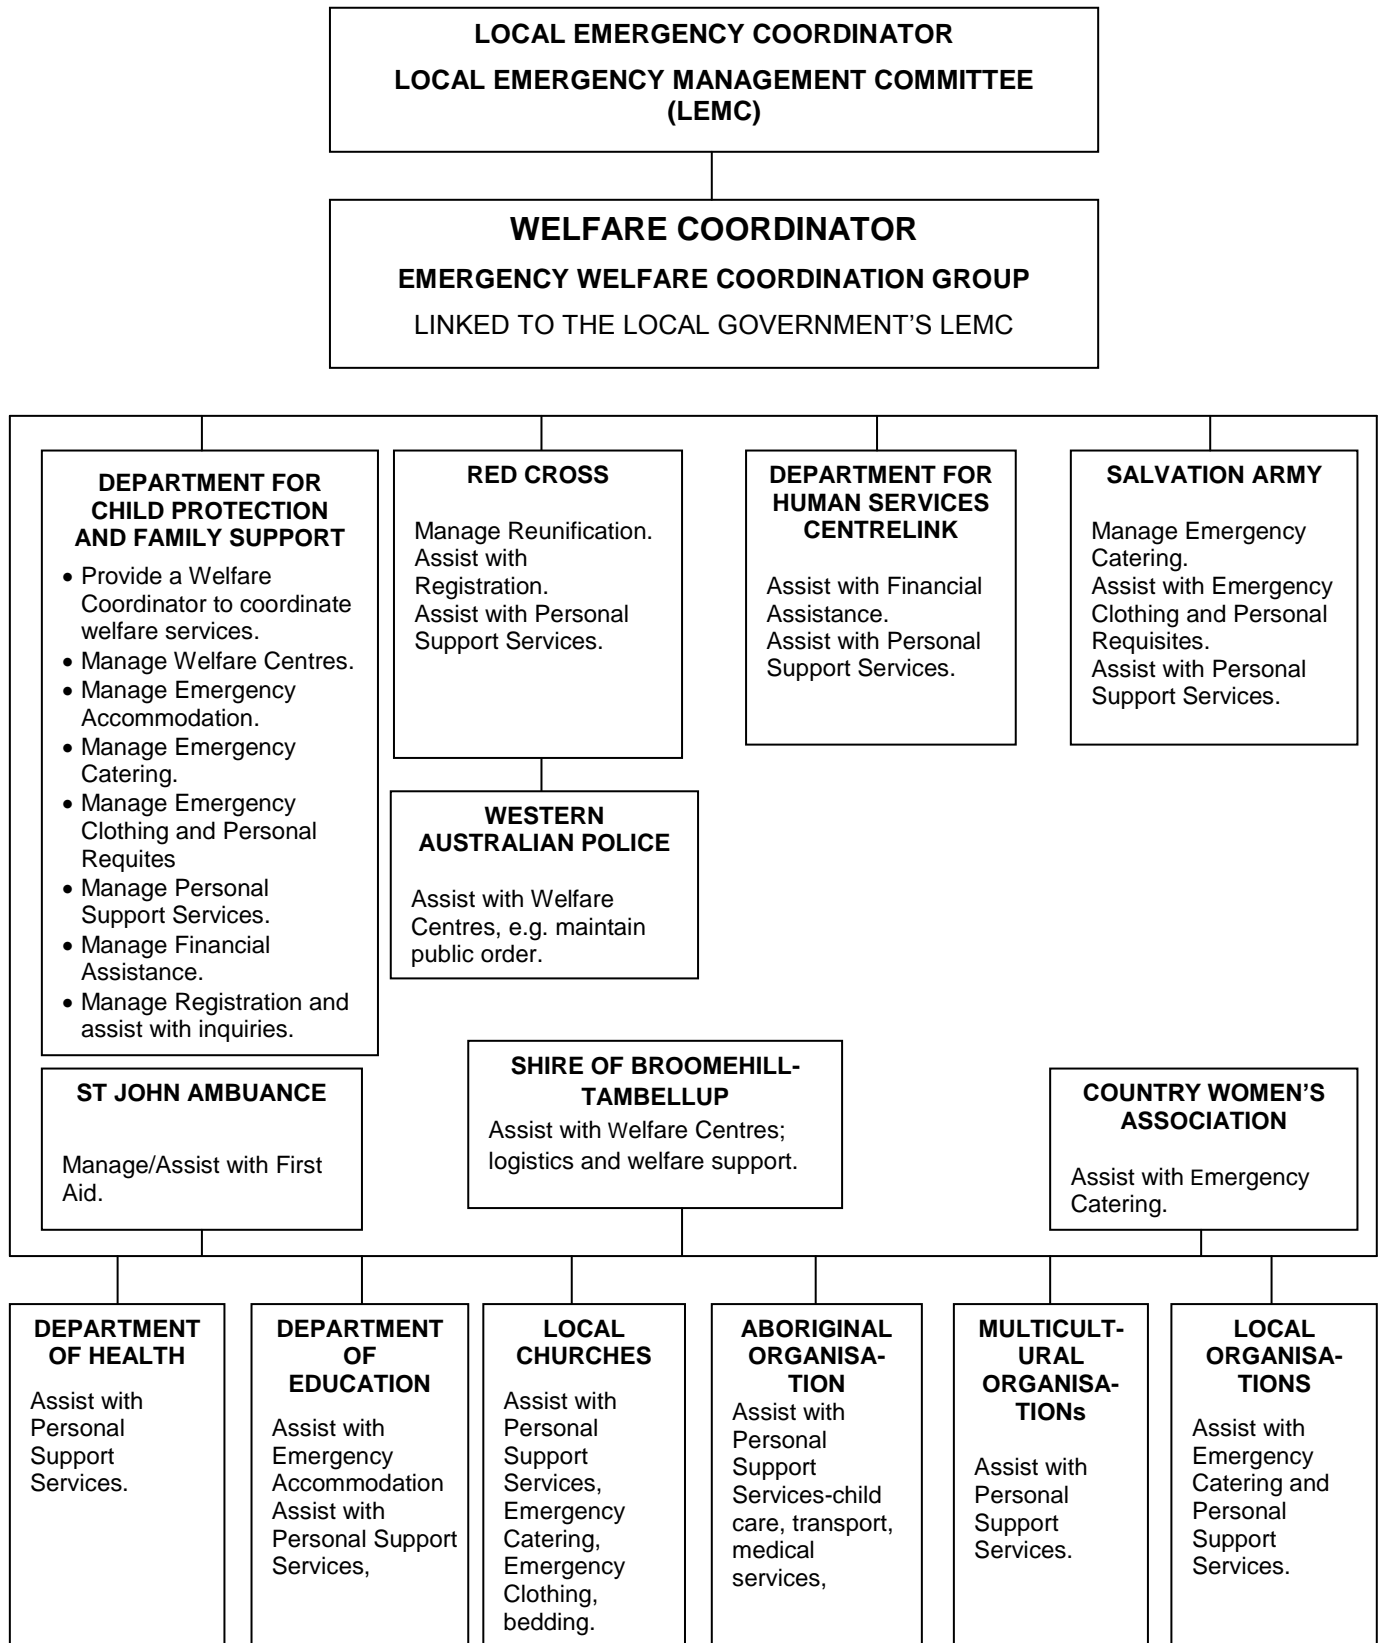 LOCAL EMERGENCY COORDINATOR
LOCAL EMERGENCY MANAGEMENT COMMITTEE
(LEMC)
WELFARE COORDINATOR
EMERGENCY WELFARE COORDINATION GROUP
LINKED TO THE LOCAL GOVERNMENT’S LEMC
DEPARTMENT FOR
CHILD PROTECTION
AND FAMILY SUPPORT
• Provide a Welfare
Coordinator to coordinate
welfare services.
• Manage Welfare Centres.
• Manage Emergency
Accommodation.
• Manage Emergency
Catering.
• Manage Emergency
Clothing and Personal
Requites
• Manage Personal
Support Services.
• Manage Financial
Assistance.
• Manage Registration and
assist with inquiries.
RED CROSS
Manage Reunification.
Assist with
Registration.
Assist with Personal
Support Services.
DEPARTMENT FOR
HUMAN SERVICES
CENTRELINK
Assist with Financial
Assistance.
Assist with Personal
Support Services.
SALVATION ARMY
Manage Emergency
Catering.
Assist with Emergency
Clothing and Personal
Requisites.
Assist with Personal
Support Services.
WESTERN
AUSTRALIAN POLICE
Assist with Welfare
Centres, e.g. maintain
public order.
ST JOHN AMBUANCE
Manage/Assist with First
Aid.
SHIRE OF BROOMEHILL-
TAMBELLUP
Assist with Welfare Centres;
logistics and welfare support.
COUNTRY WOMEN’S
ASSOCIATION
Assist with Emergency
Catering.
DEPARTMENT
OF HEALTH
Assist with
Personal
Support
Services.
DEPARTMENT
OF
EDUCATION
Assist with
Emergency
Accommodation
Assist with
Personal Support
Services,
LOCAL
CHURCHES
Assist with
Personal
Support
Services,
Emergency
Catering,
Emergency
Clothing,
bedding.
ABORIGINAL
ORGANISA-
TION
Assist with
Personal
Support
Services-child
care, transport,
medical
services,
MULTICULT-
URAL
ORGANISA-
TIONs
Assist with
Personal
Support
Services.
LOCAL
ORGANISA-
TIONS
Assist with
Emergency
Catering and
Personal
Support
Services.